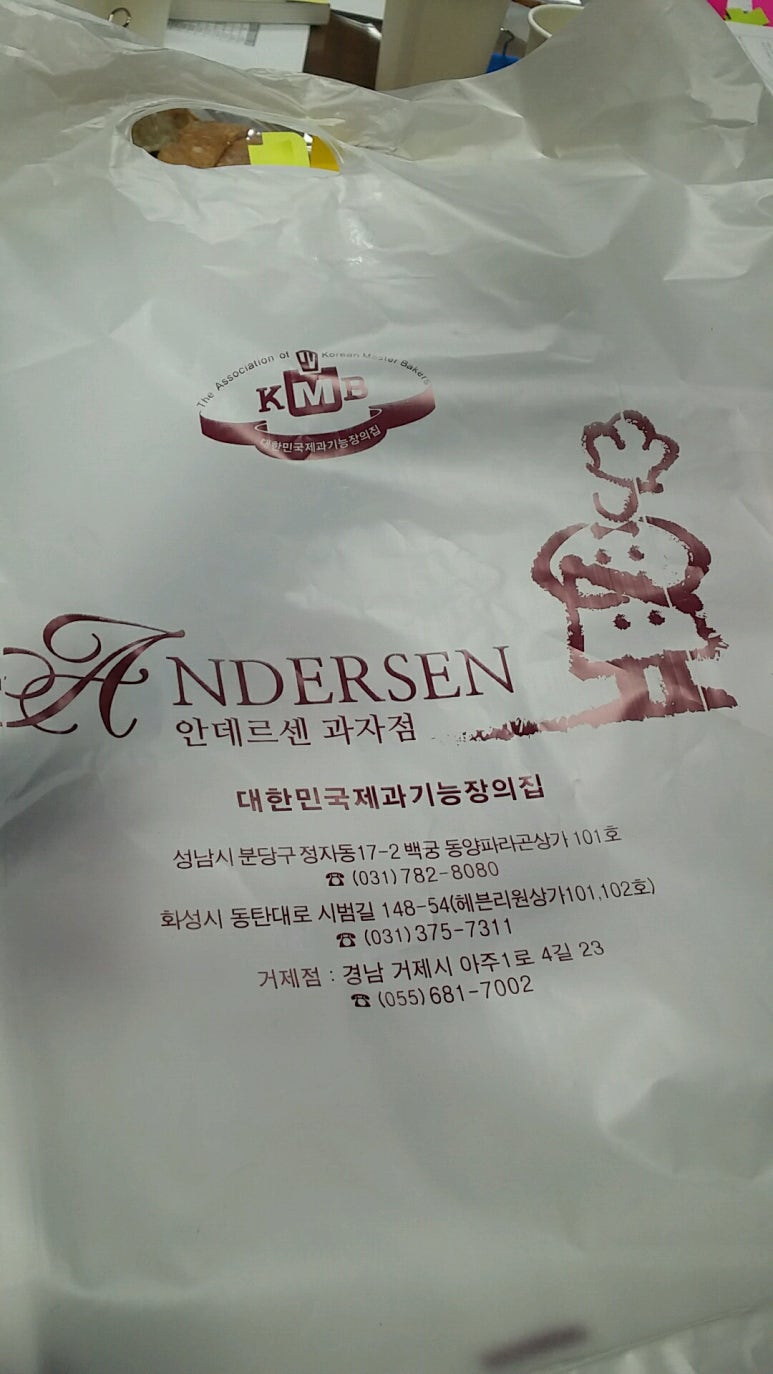 The Association of Korean Master Bakers
KMB
대한민국제과기능장의집
ANDERSEN
안데르센 과자점
대한민국제과기능장의집
성남시 분당구 정자동17-2 백궁 동양파라곤상가 101호
☎ (031)782-8080
화성시 동탄대로 시범길 148-54(헤븐리원상가101,102호)
☎ (031)375-7311
거제점 : 경남 거제시 아주1로 4길 23
☎ (055)681-7002